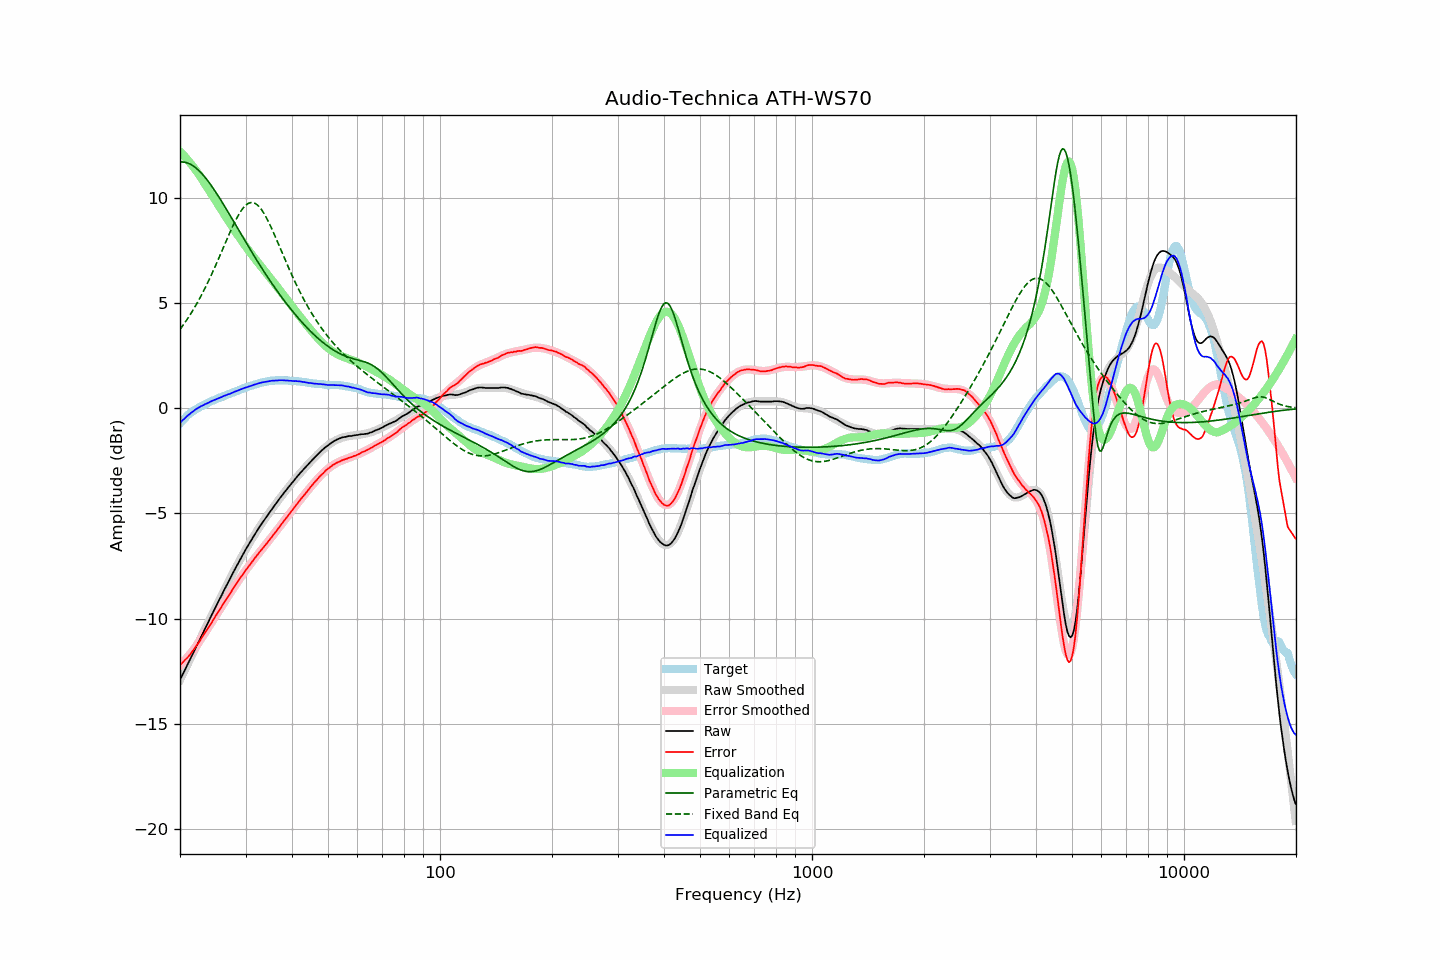 Audio-Technica ATH-WS70
Amplitude (dBr)
10
5
0
−5
−10
−15
−20
Target
Raw Smoothed
Error Smoothed
Raw
Error
Equalization
Parametric Eq
Fixed Band Eq
Equalized
100
1000
10000
Frequency (Hz)